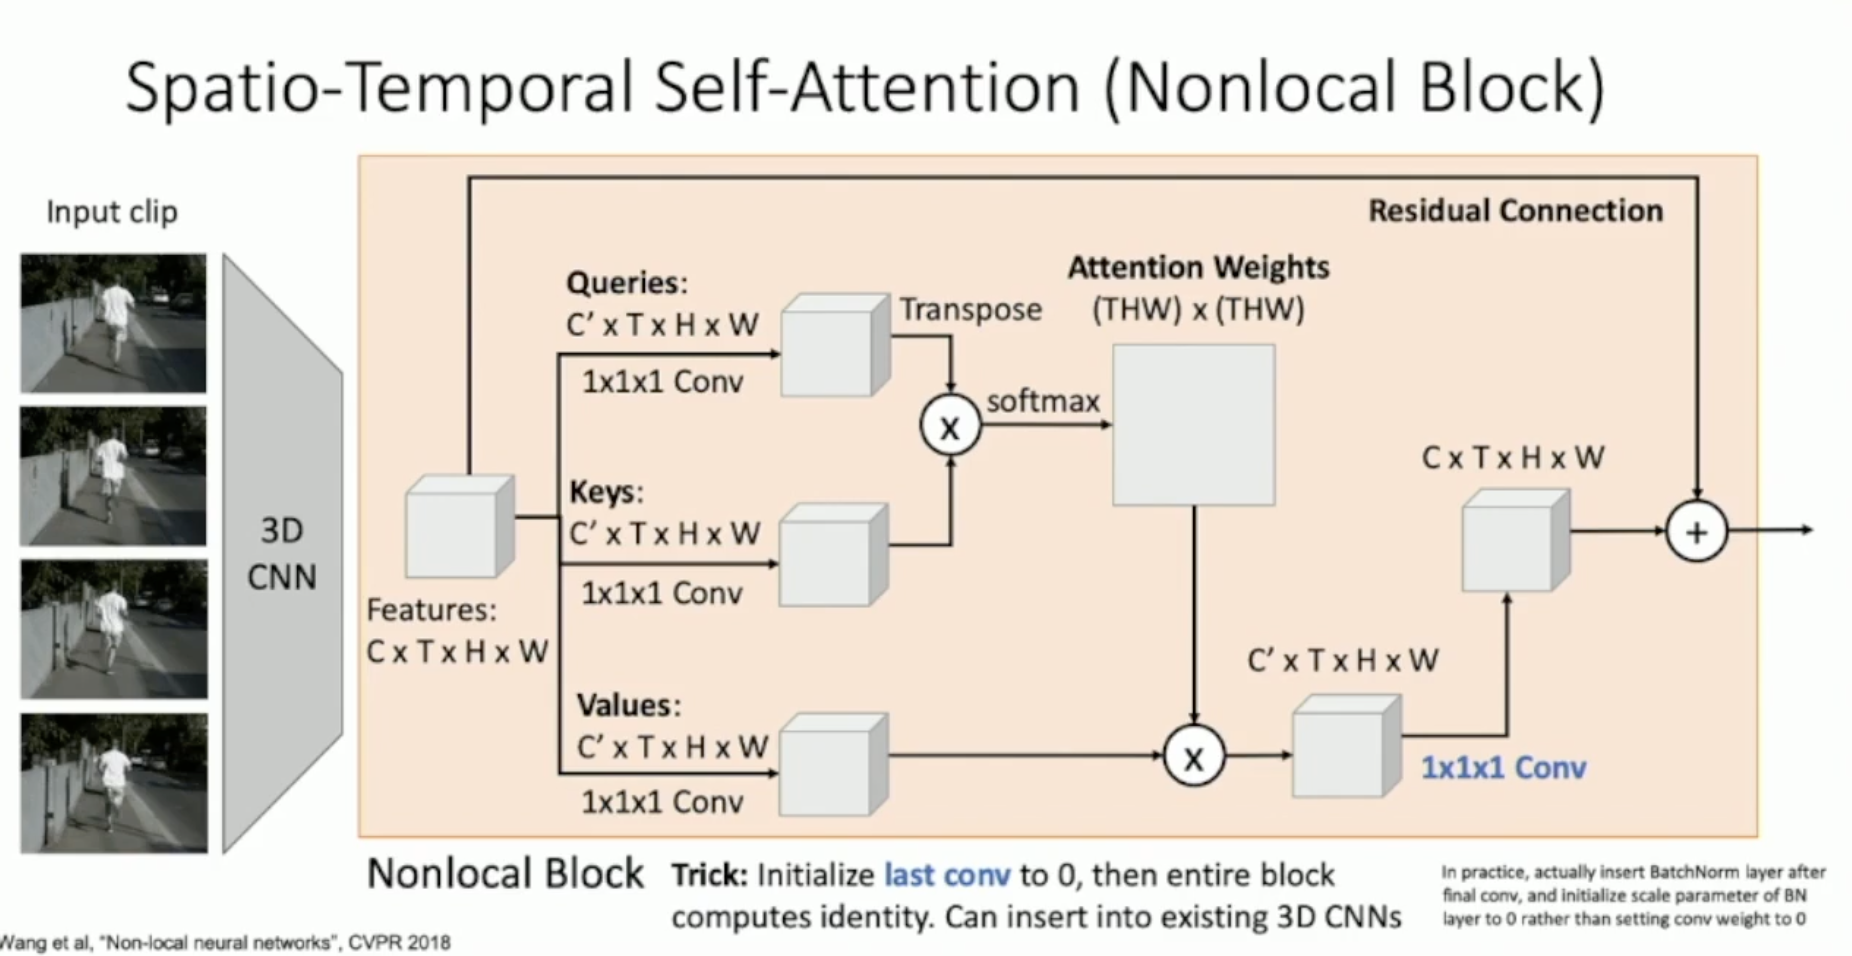 Spatio-Temporal Self-Attention (Nonlocal Block)
Input clip
3D
CNN
Features:
C x T x H x W
Queries:
C′ x T x H x W
1x1x1 Conv
Keys:
C′ x T x H x W
1x1x1 Conv
Values:
C′ x T x H x W
1x1x1 Conv
Transpose
X
softmax
Attention Weights
(THW) x (THW)
Residual Connection
X
C′ x T x H x W
1x1x1 Conv
C x T x H x W
+
Nonlocal Block
Trick: Initialize last conv to 0, then entire block
computes identity. Can insert into existing 3D CNNs
In practice, actually insert BatchNorm layer after
final conv, and initialize scale parameter of BN
layer to 0 rather than setting conv weight to 0
Wang et al, "Non-local neural networks", CVPR 2018